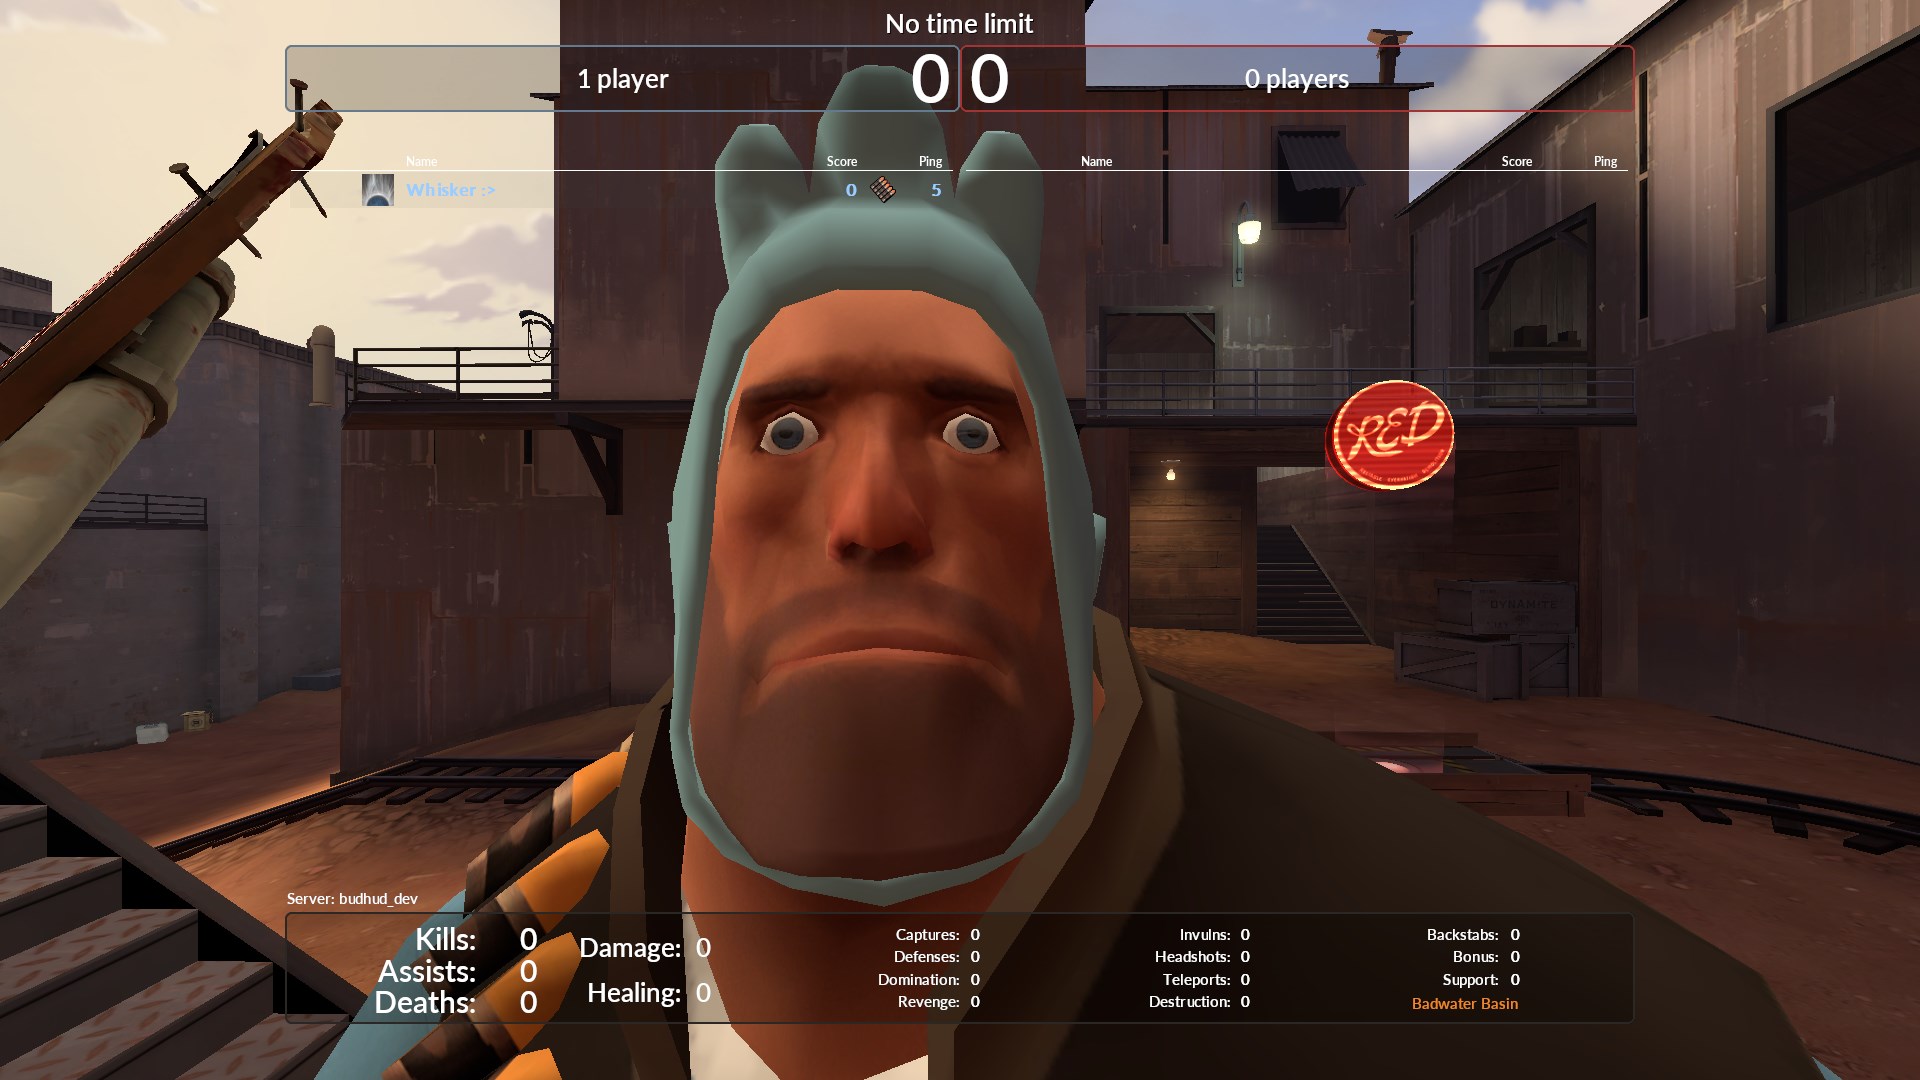 No time limit
1 player 0 0 0 players
Name Score Ping Name Score Ping
Whisker :> 0 5
RED
DYNAMITE
Server: budhud_dev
Kills: 0
Assists: 0
Deaths: 0
Damage: 0
Healing: 0
Captures: 0
Defenses: 0
Domination: 0
Revenge: 0
Invulns: 0
Headshots: 0
Teleports: 0
Destruction: 0
Backstabs: 0
Bonus: 0
Support: 0
Badwater Basin